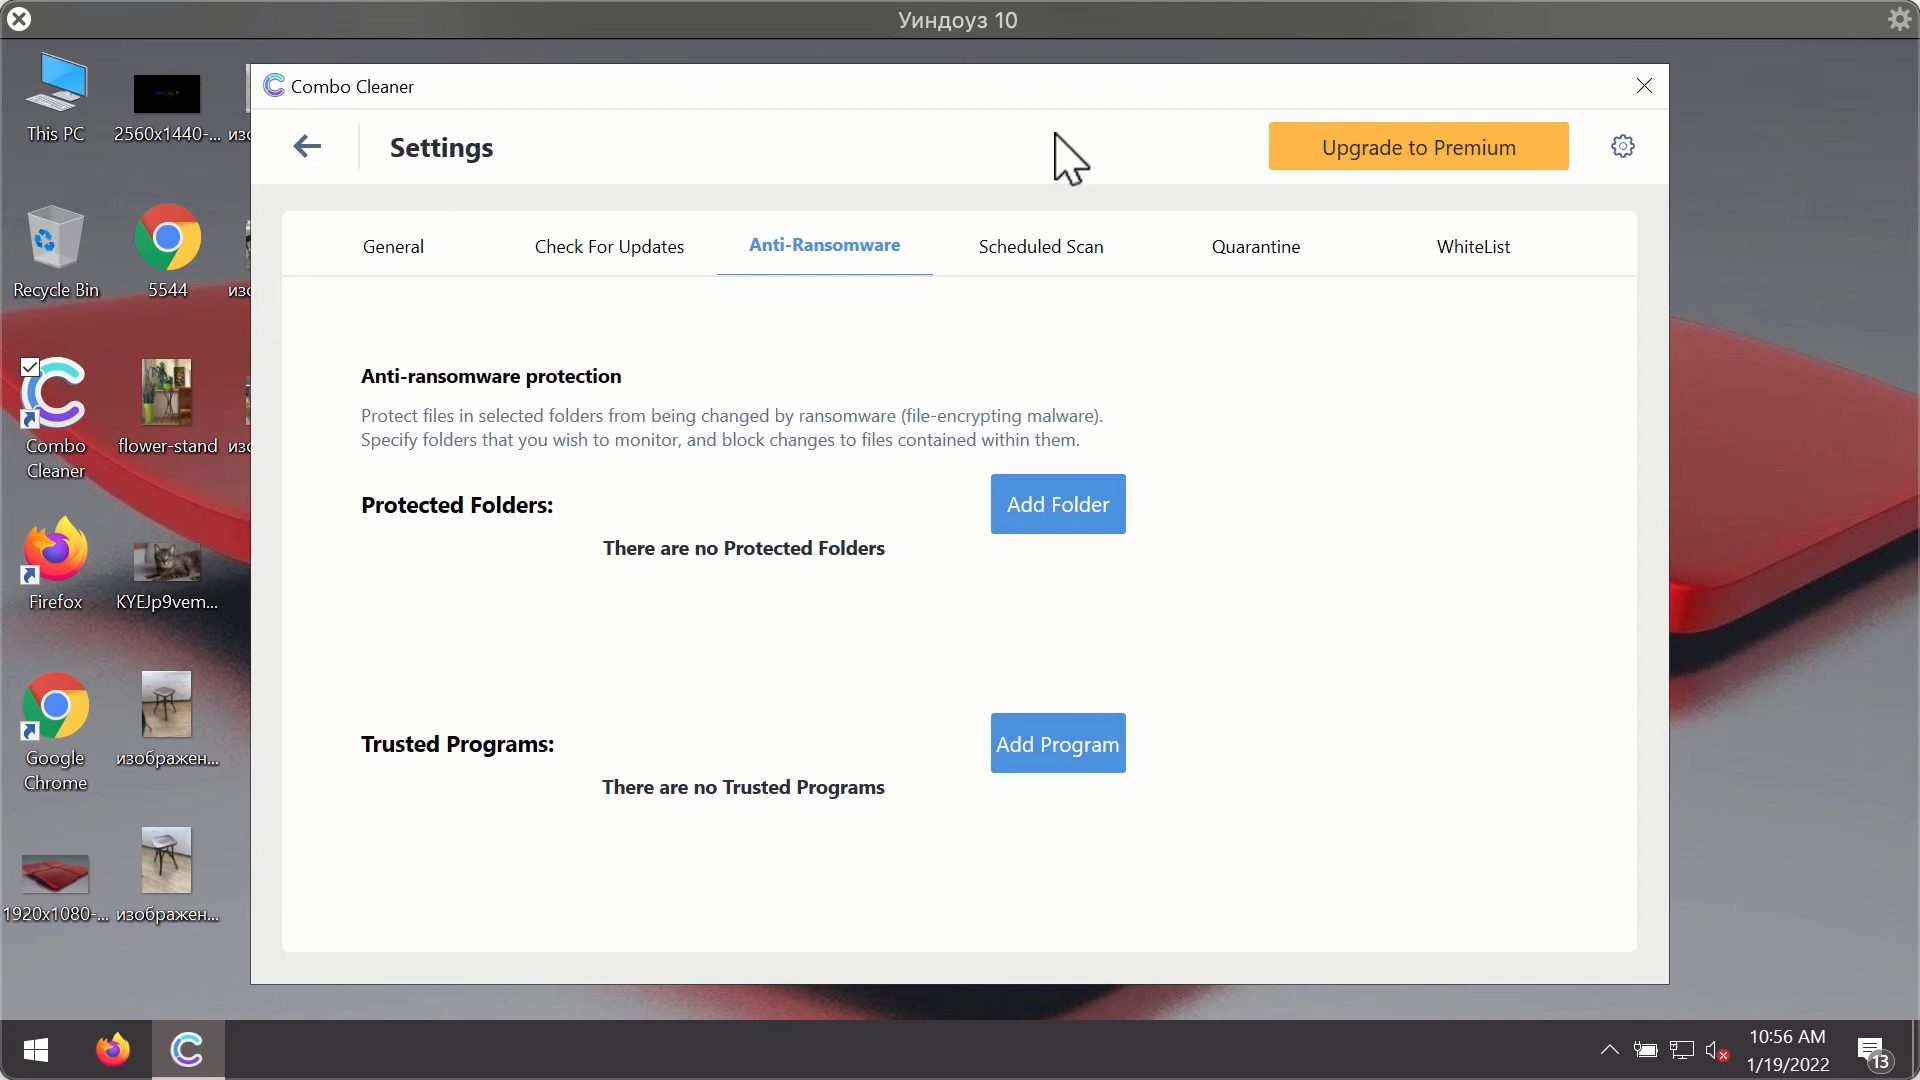 Уиндоуз 10
This PC
2560x1440-...
Recycle Bin
5544
Combo
Cleaner
flower-stand
Firefox
KYEJp9vem...
Google
Chrome
изображен...
1920x1080-...
изображен...
Combo Cleaner
Settings
Upgrade to Premium
General
Check For Updates
Anti-Ransomware
Scheduled Scan
Quarantine
WhiteList
Anti-ransomware protection
Protect files in selected folders from being changed by ransomware (file-encrypting malware).
Specify folders that you wish to monitor, and block changes to files contained within them.
Protected Folders:
Add Folder
There are no Protected Folders
Trusted Programs:
Add Program
There are no Trusted Programs
10:56 AM
1/19/2022
13